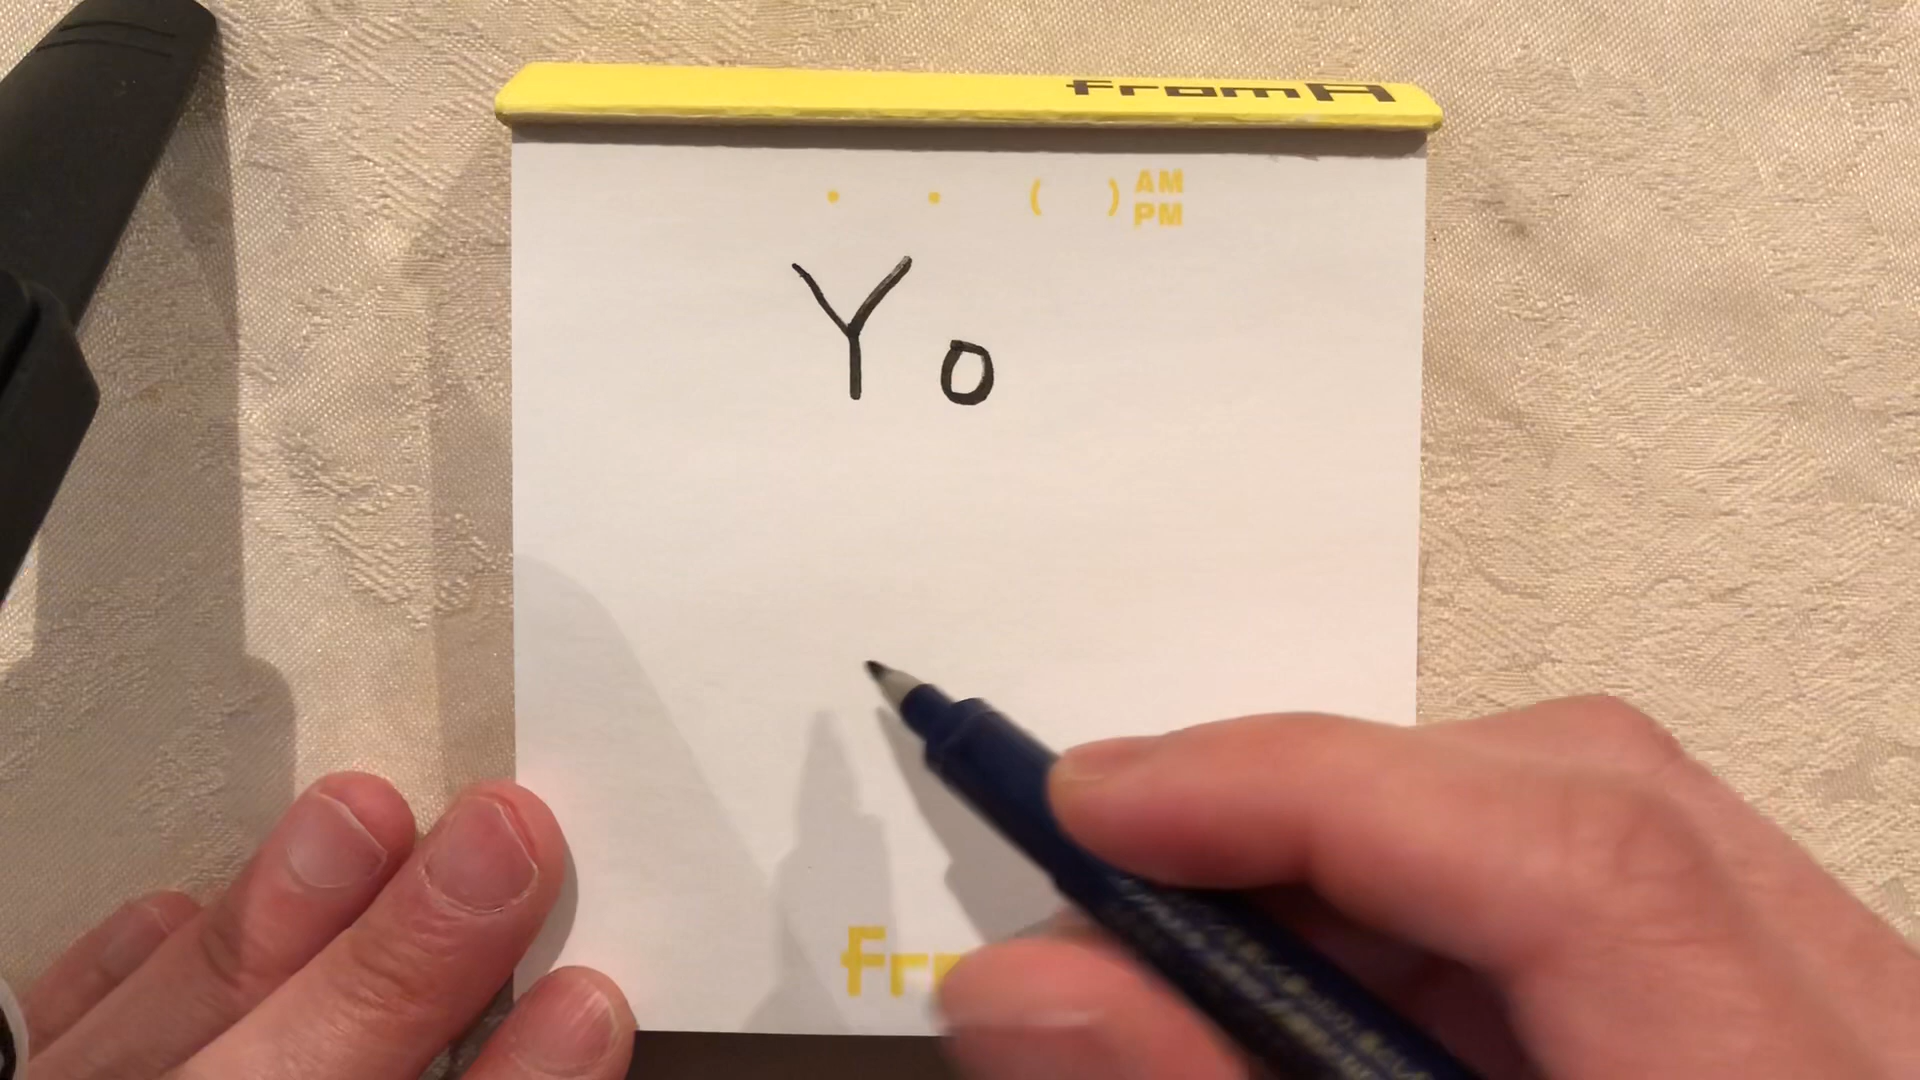 fromA
. . ( ) AM
PM
Yo